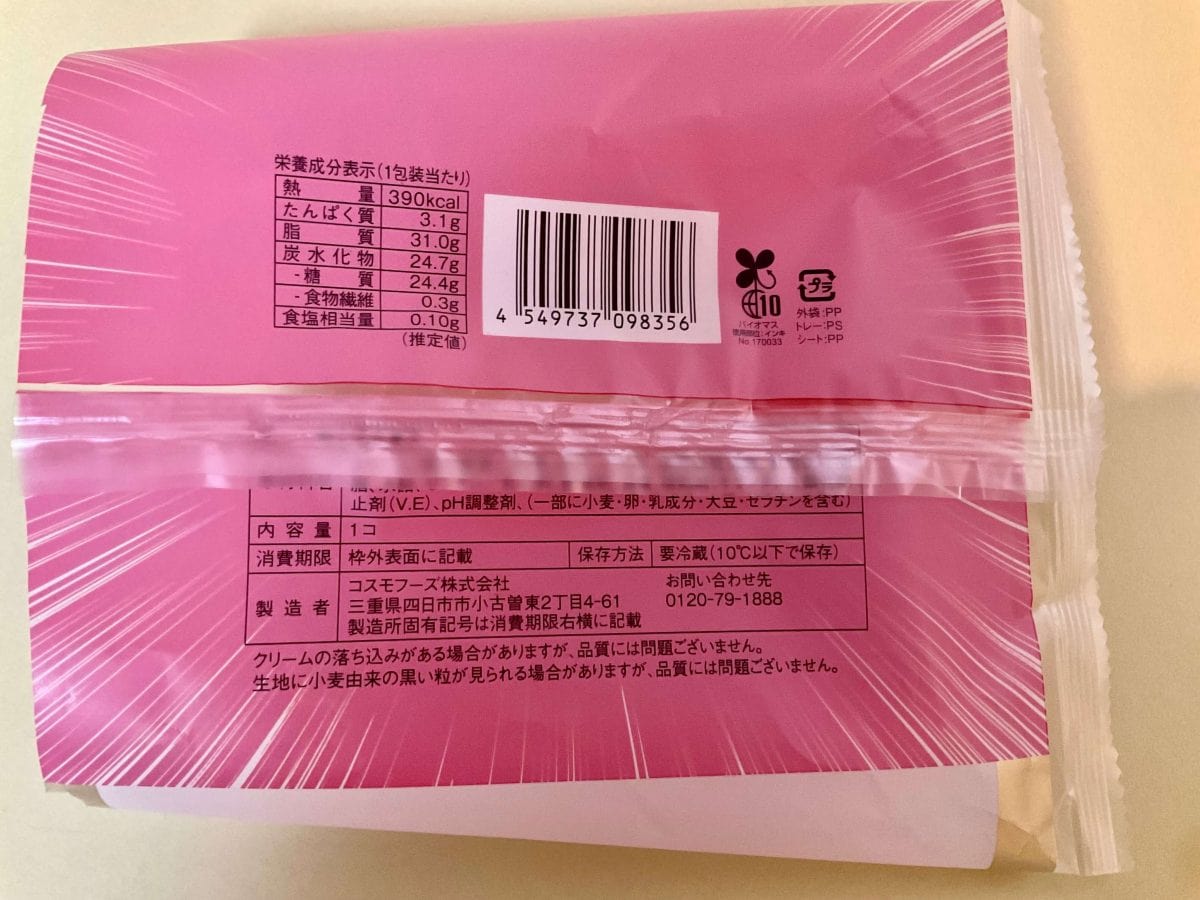 栄養成分表示(1包装当たり)
熱量 390kcal
たんぱく質 3.1g
脂質 31.0g
炭水化物 24.7g
-糖質 24.4g
-食物繊維 0.3g
食塩相当量 0.10g
(推定値)
4 549737 098356
10
バイオマス
使用部位:インキ
No 170033
プラ
外袋:PP
トレー:PS
シート:PP
止剤(V.E)、pH調整剤、(一部に小麦・卵・乳成分・大豆・ゼラチンを含む)
内容量 1コ
消費期限 枠外表面に記載 保存方法 要冷蔵(10℃以下で保存)
製造者 コスモフーズ株式会社 お問い合わせ先
三重県四日市市小古曽東2丁目4-61 0120-79-1888
製造所固有記号は消費期限右横に記載
クリームの落ち込みがある場合がありますが、品質には問題ございません。
生地に小麦由来の黒い粒が見られる場合がありますが、品質には問題ございません。